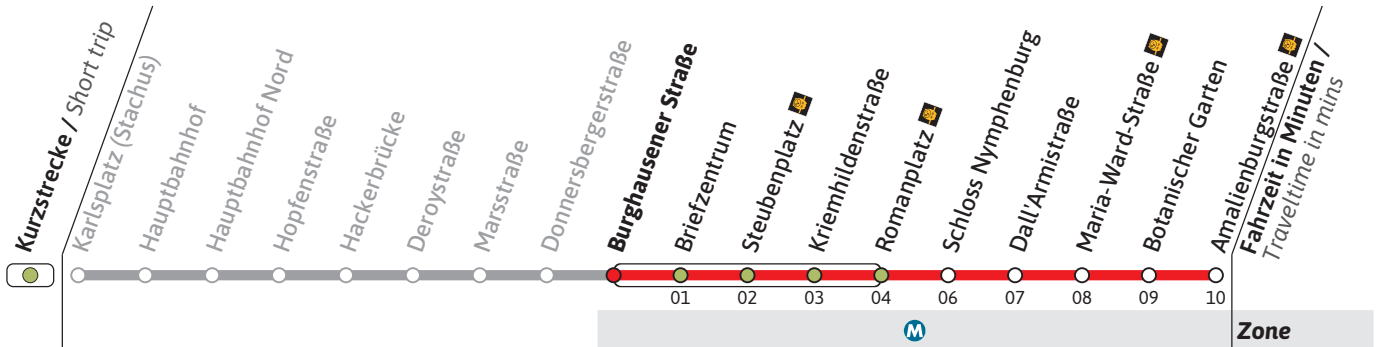 Kurzstrecke / Short trip
Karlsplatz (Stachus)
Hauptbahnhof
Hauptbahnhof Nord
Hopfenstraße
Hackerbrücke
Deroystraße
Marsstraße
Donnersbergerstraße
Burghausener Straße
Briefzentrum
Steubenplatz
Kriemhildenstraße
Romanplatz
Schloss Nymphenburg
Dall'Armistraße
Maria-Ward-Straße
Botanischer Garten
Amalienburgstraße
Fahrzeit in Minuten /
Traveltime in mins
01 02 03 04 06 07 08 09 10
M
Zone